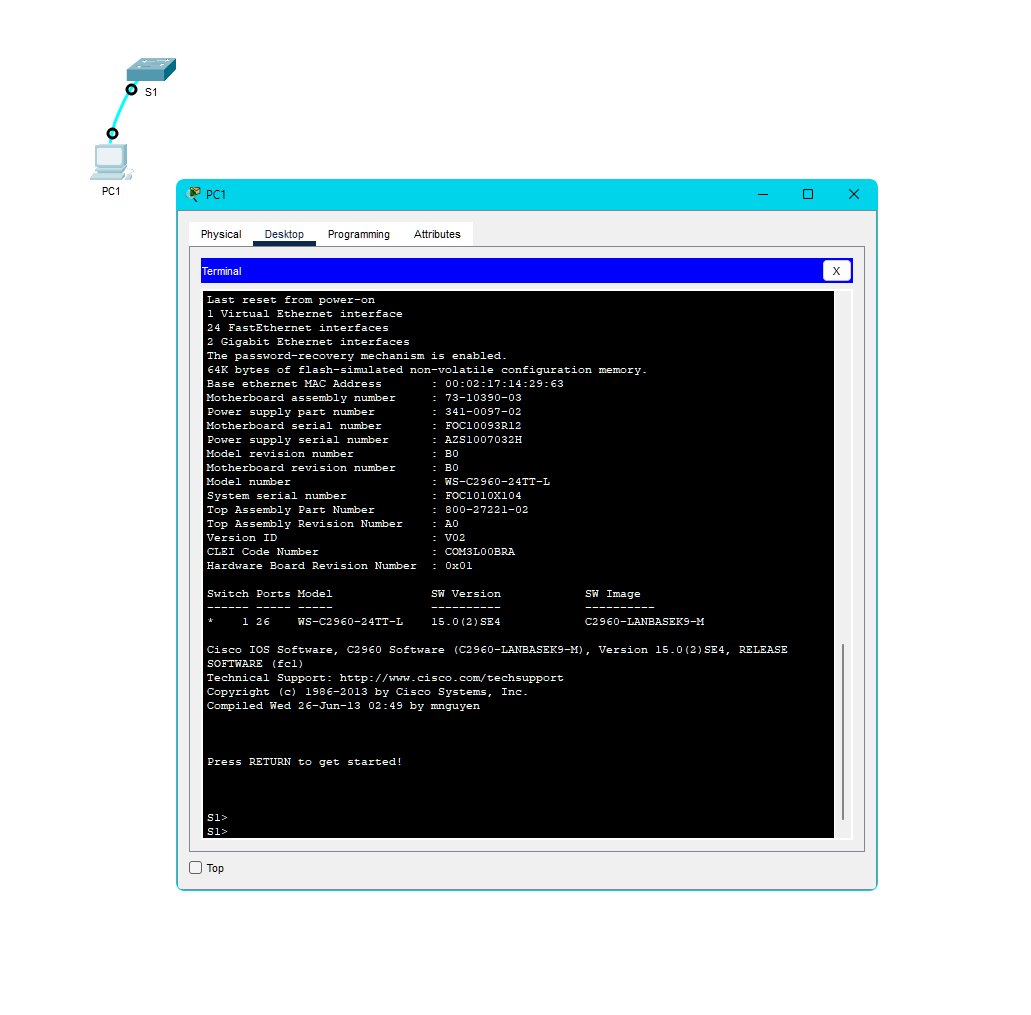 S1
PC1
PC1
Physical Desktop Programming Attributes
Terminal X
Last reset from power-on
1 Virtual Ethernet interface
24 FastEthernet interfaces
2 Gigabit Ethernet interfaces
The password-recovery mechanism is enabled.
64K bytes of flash-simulated non-volatile configuration memory.
Base ethernet MAC Address : 00:02:17:14:29:63
Motherboard assembly number : 73-10390-03
Power supply part number : 341-0097-02
Motherboard serial number : FOC10093R12
Power supply serial number : AZS1007032H
Model revision number : B0
Motherboard revision number : B0
Model number : WS-C2960-24TT-L
System serial number : FOC1010X104
Top Assembly Part Number : 800-27221-02
Top Assembly Revision Number : A0
Version ID : V02
CLEI Code Number : COM3L00BRA
Hardware Board Revision Number : 0x01
Switch Ports Model SW Version SW Image
------ ----- ----- ---------- ----------
* 1 26 WS-C2960-24TT-L 15.0(2)SE4 C2960-LANBASEK9-M
Cisco IOS Software, C2960 Software (C2960-LANBASEK9-M), Version 15.0(2)SE4, RELEASE
SOFTWARE (fc1)
Technical Support: http://www.cisco.com/techsupport
Copyright (c) 1986-2013 by Cisco Systems, Inc.
Compiled Wed 26-Jun-13 02:49 by mnguyen
Press RETURN to get started!
S1>
S1>
Top